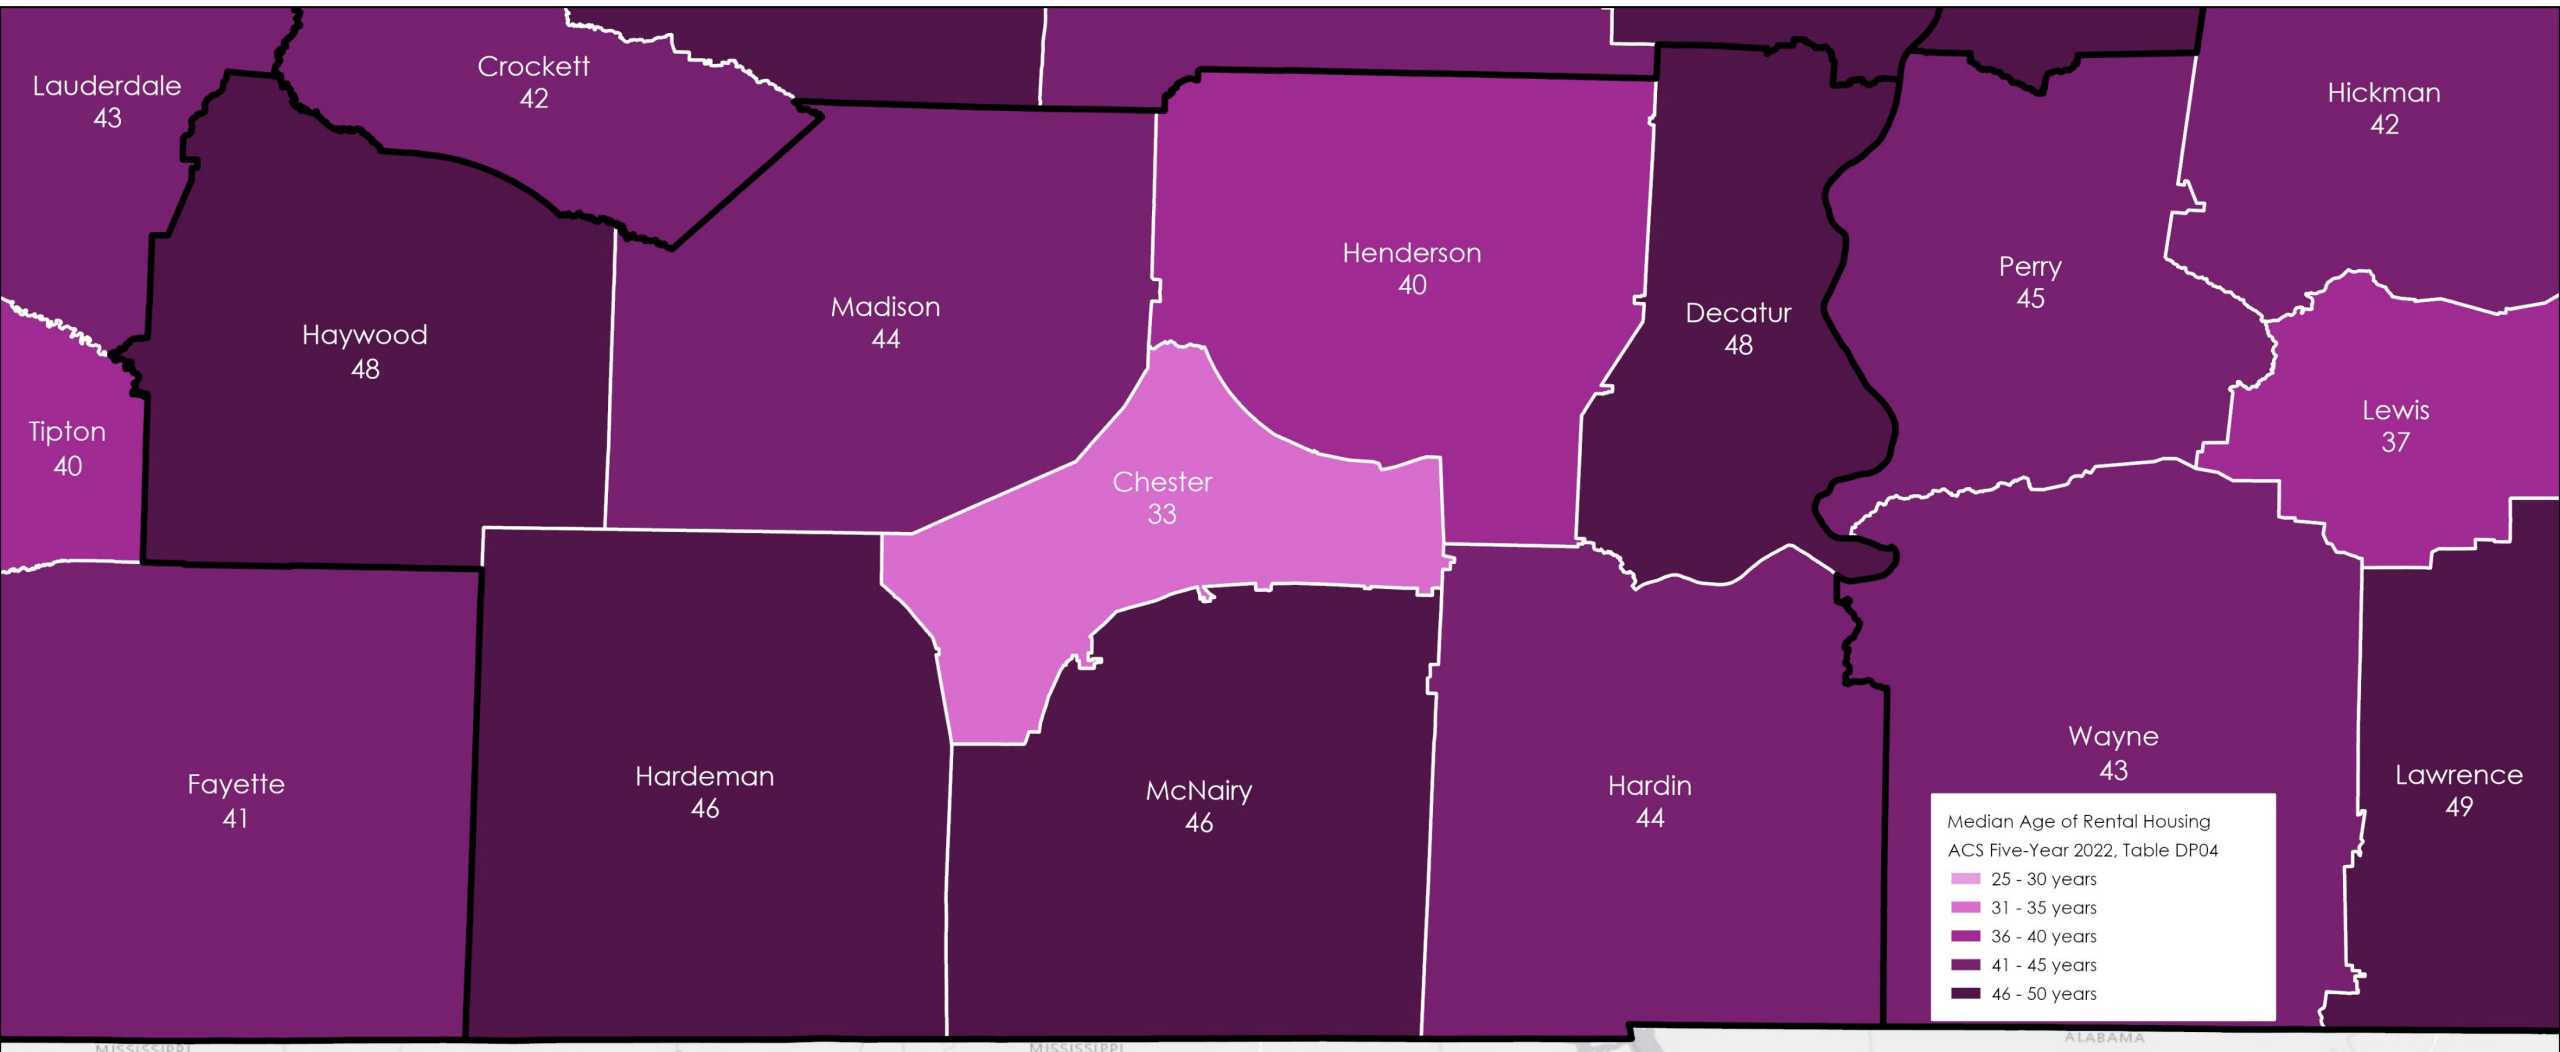 Lauderdale
43
Crockett
42
Hickman
42
Haywood
48
Madison
44
Henderson
40
Decatur
48
Perry
45
Tipton
40
Chester
33
Lewis
37
Fayette
41
Hardeman
46
McNairy
46
Hardin
44
Wayne
43
Lawrence
49
Median Age of Rental Housing
ACS Five-Year 2022, Table DP04
25 - 30 years
31 - 35 years
36 - 40 years
41 - 45 years
46 - 50 years
MISSISSIPPI
MISSISSIPPI
ALABAMA